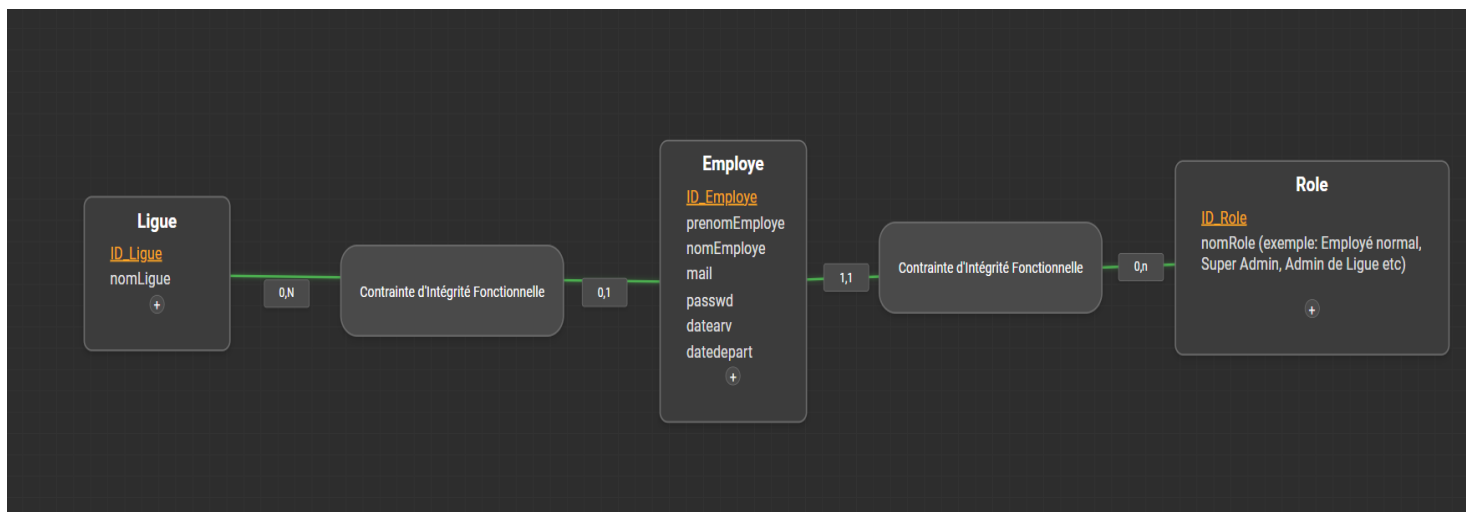 Ligue
ID_Ligue
nomLigue
+
0,N
Contrainte d'Intégrité Fonctionnelle
0,1
Employe
ID_Employe
prenomEmploye
nomEmploye
mail
passwd
datearv
datedepart
+
1,1
Contrainte d'Intégrité Fonctionnelle
0,n
Role
ID_Role
nomRole (exemple: Employé normal,
Super Admin, Admin de Ligue etc)
+